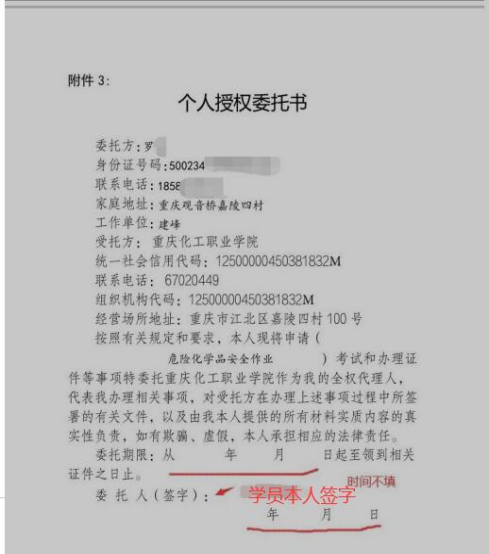 附件 3:
个人授权委托书
委托方:罗
身份证号码:500234
联系电话:1858
家庭地址:重庆观音桥嘉陵四村
工作单位:建峰
受托方: 重庆化工职业学院
统一社会信用代码: 12500000450381832M
联系电话: 67020449
组织机构代码: 12500000450381832M
经营场所地址: 重庆市江北区嘉陵四村 100 号
按照有关规定和要求, 本人现将申请 (
危险化学品安全作业 ) 考试和办理证
件等事项特委托重庆化工职业学院作为我的全权代理人,
代表我办理相关事项, 对受托方在办理上述事项过程中所签
署的有关文件, 以及由我本人提供的所有材料实质内容的真
实性负责, 如有欺骗、虚假, 本人承担相应的法律责任。
委托期限: 从 年 月 日起至领到相关
证件之日止。
时间不填
委 托 人 (签字): 学员本人签字
年 月 日